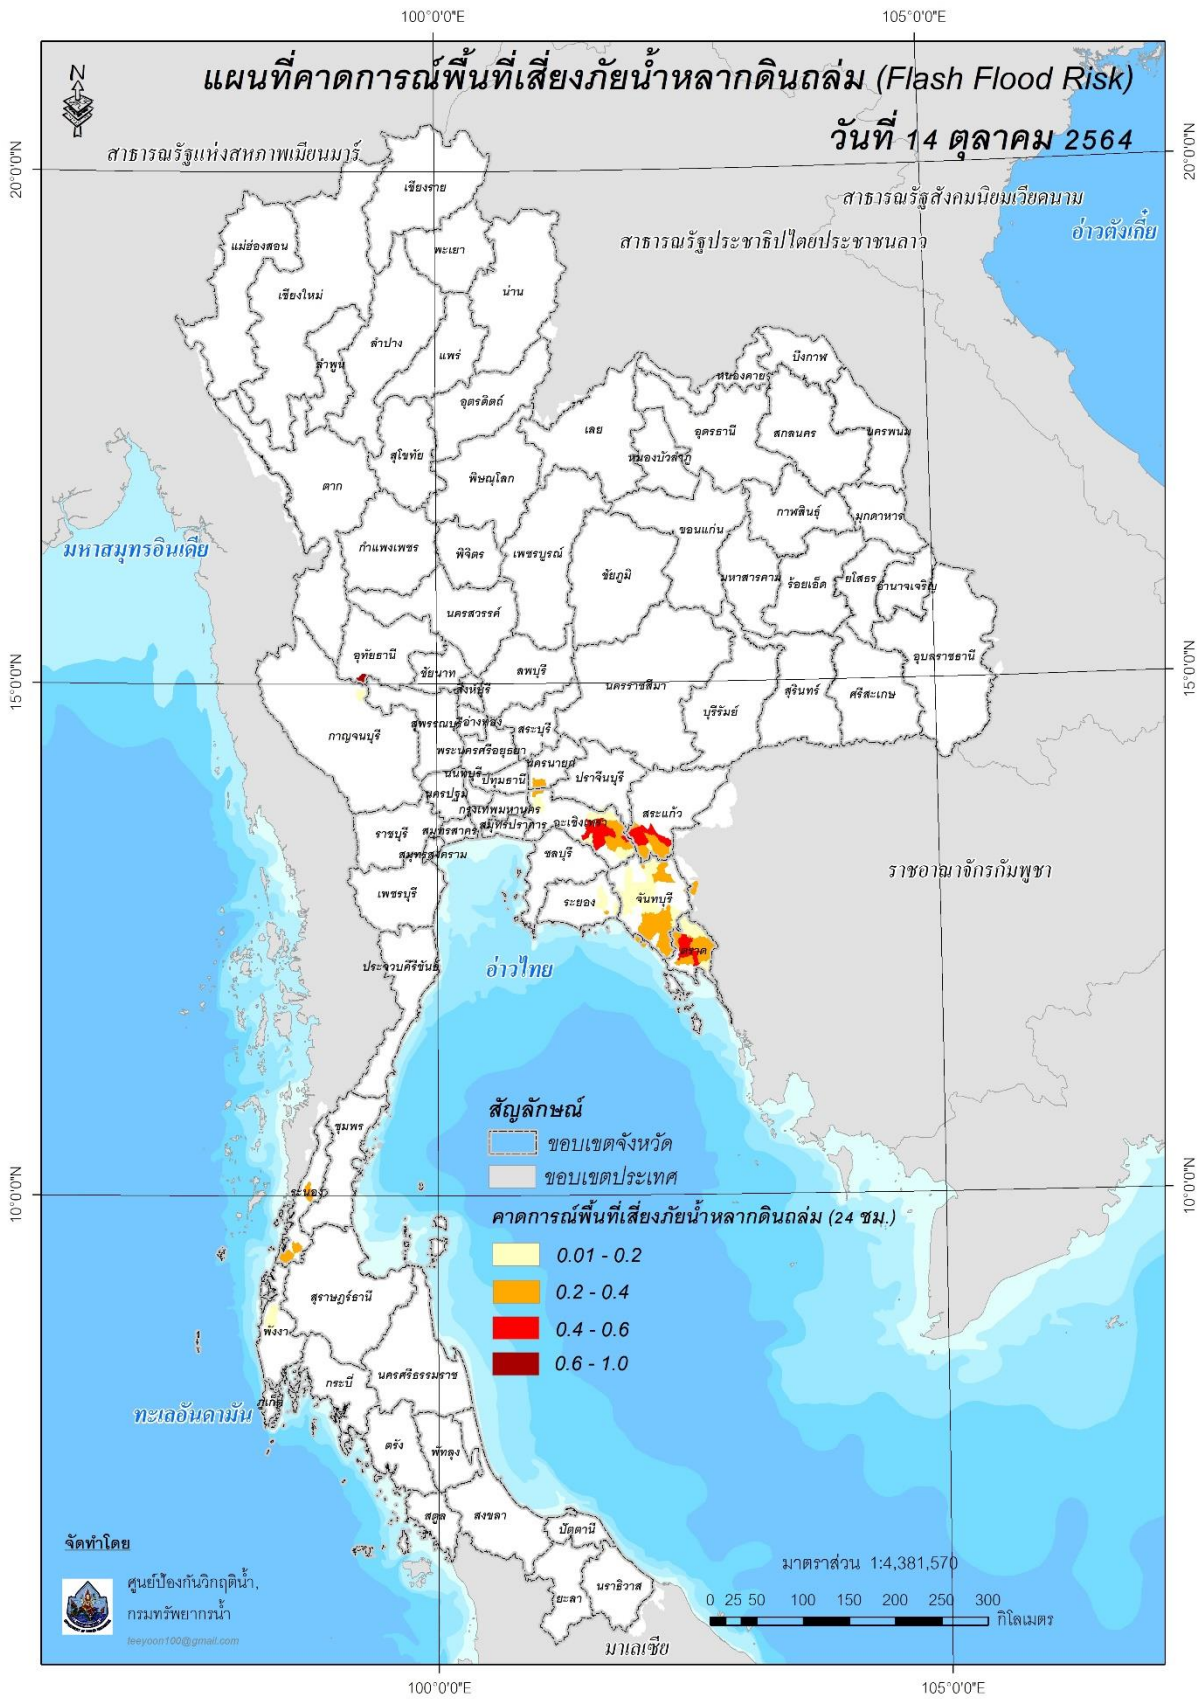 100°0'0"E 105°0'0"E
แผนที่คาดการณ์พื้นที่เสี่ยงภัยน้ำหลากดินถล่ม (Flash Flood Risk)
วันที่ 14 ตุลาคม 2564
N
20°0'0"N
20°0'0"N
สาธารณรัฐแห่งสหภาพเมียนมาร์
เชียงราย
สาธารณรัฐสังคมนิยมเวียดนาม
สาธารณรัฐประชาธิปไตยประชาชนลาว
อ่าวตังเกี๋ย
แม่ฮ่องสอน
พะเยา
เชียงใหม่
น่าน
ลำปาง
แพร่
ลำพูน
บึงกาฬ
หนองคาย
อุตรดิตถ์
เลย
อุดรธานี
สกลนคร
นครพนม
สุโขทัย
หนองบัวลำภู
ตาก
พิษณุโลก
กาฬสินธุ์
มุกดาหาร
ขอนแก่น
มหาสมุทรอินเดีย
กำแพงเพชร
พิจิตร
เพชรบูรณ์
ชัยภูมิ
มหาสารคาม
ร้อยเอ็ด
ยโสธร
อำนาจเจริญ
นครสวรรค์
อุทัยธานี
ชัยนาท
ลพบุรี
อุบลราชธานี
15°0'0"N
15°0'0"N
สิงห์บุรี
นครราชสีมา
สุรินทร์
ศรีสะเกษ
บุรีรัมย์
กาญจนบุรี
สุพรรณบุรี
อ่างทอง
สระบุรี
พระนครศรีอยุธยา
นครนายก
นนทบุรี
ปทุมธานี
ปราจีนบุรี
นครปฐม
กรุงเทพมหานคร
สระแก้ว
ราชบุรี
สมุทรสาคร
สมุทรปราการ
ฉะเชิงเทรา
สมุทรสงคราม
ชลบุรี
ราชอาณาจักรกัมพูชา
เพชรบุรี
ระยอง
จันทบุรี
ตราด
ประจวบคีรีขันธ์
อ่าวไทย
สัญลักษณ์
ขอบเขตจังหวัด
ขอบเขตประเทศ
ชุมพร
ระนอง
10°0'0"N
10°0'0"N
คาดการณ์พื้นที่เสี่ยงภัยน้ำหลากดินถล่ม (24 ชม.)
0.01 - 0.2
0.2 - 0.4
0.4 - 0.6
0.6 - 1.0
สุราษฎร์ธานี
พังงา
กระบี่
นครศรีธรรมราช
ภูเก็ต
ทะเลอันดามัน
ตรัง
พัทลุง
สตูล
สงขลา
ปัตตานี
ยะลา
นราธิวาส
มาเลเซีย
จัดทำโดย
ศูนย์ป้องกันวิกฤติน้ำ,
กรมทรัพยากรน้ำ
leeyoon100@gmail.com
มาตราส่วน 1:4,381,570
0 25 50 100 150 200 250 300
กิโลเมตร
100°0'0"E 105°0'0"E